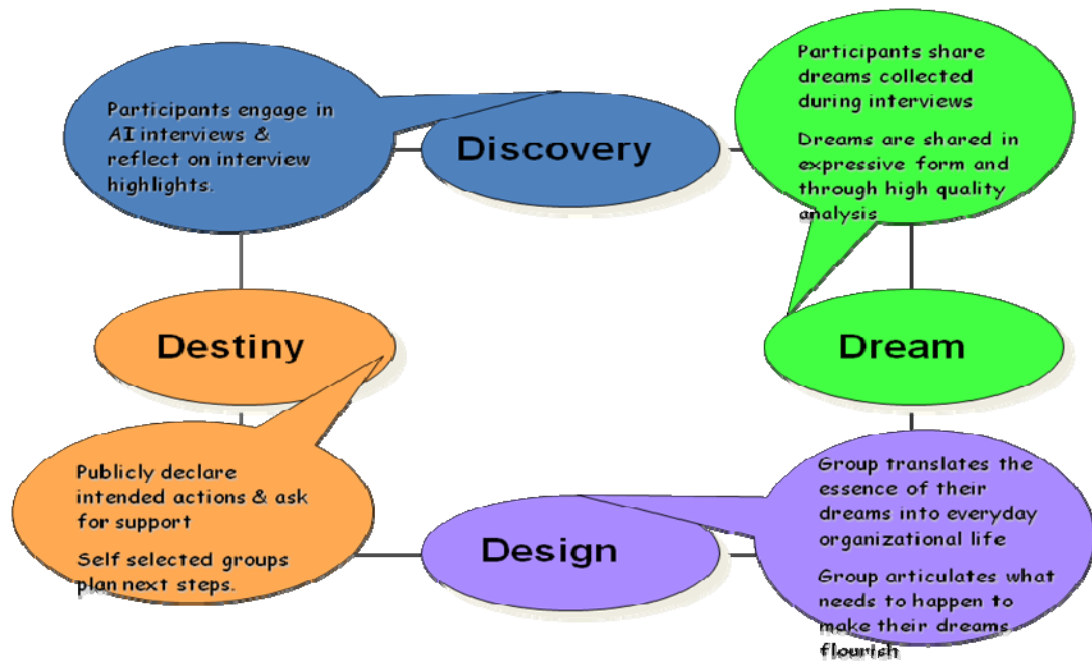 Participants engage in
AI interviews &
reflect on interview
highlights.
Discovery
Participants share
dreams collected
during interviews
Dreams are shared in
expressive form and
through high quality
analysis
Dream
Group translates the
essence of their
dreams into everyday
organizational life
Group articulates what
needs to happen to
make their dreams
flourish
Design
Destiny
Publicly declare
intended actions & ask
for support
Self selected groups
plan next steps.